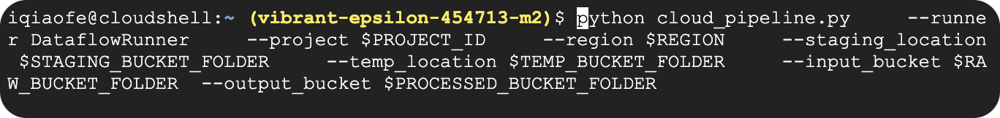 iqiaofe@cloudshell:~ (vibrant-epsilon-454713-m2)$ python cloud_pipeline.py     --runne
r DataflowRunner     --project $PROJECT_ID     --region $REGION     --staging_location
 $STAGING_BUCKET_FOLDER     --temp_location $TEMP_BUCKET_FOLDER     --input_bucket $RA
W_BUCKET_FOLDER  --output_bucket $PROCESSED_BUCKET_FOLDER